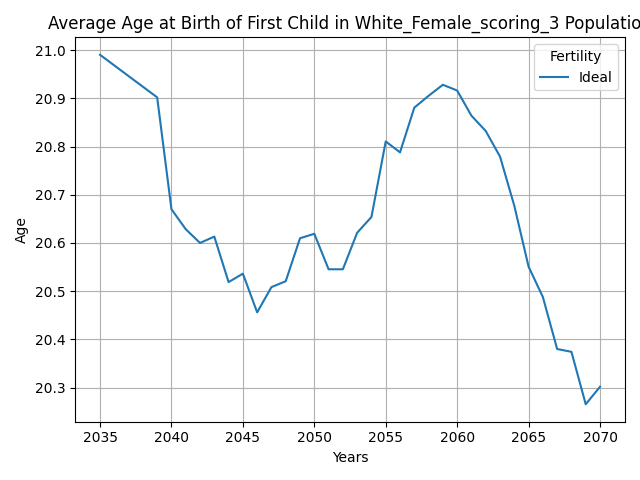 Average Age at Birth of First Child in White_Female_scoring_3 Populatio
Fertility
Ideal
21.0
20.9
20.8
20.7
20.6
20.5
20.4
20.3
Age
2035 2040 2045 2050 2055 2060 2065 2070
Years